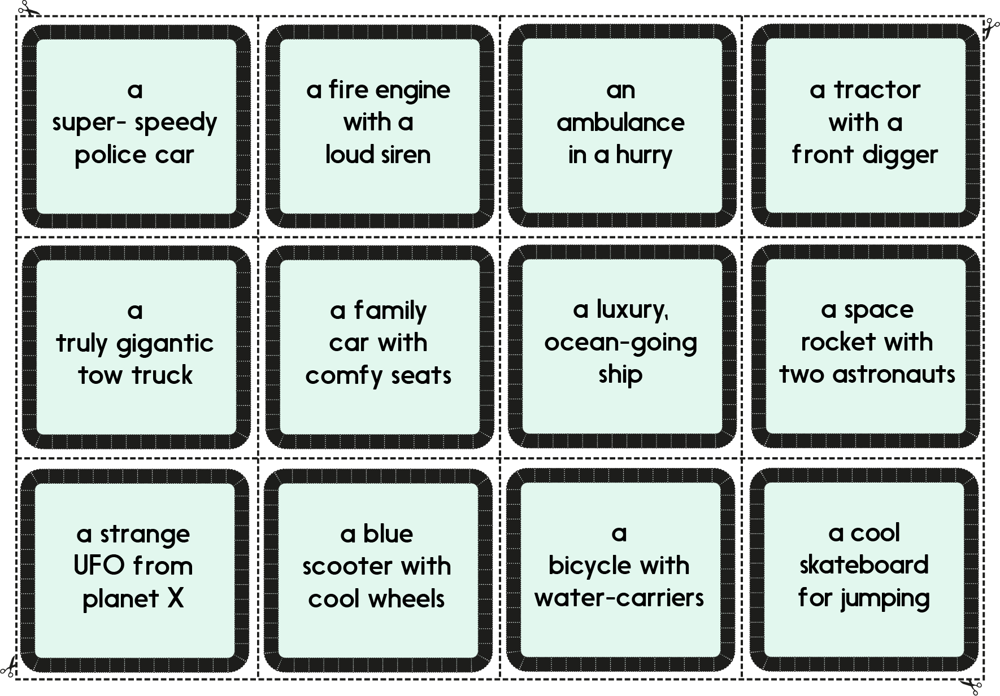 a
super- speedy
police car
a fire engine
with a
loud siren
an
ambulance
in a hurry
a tractor
with a
front digger
a
truly gigantic
tow truck
a family
car with
comfy seats
a luxury,
ocean-going
ship
a space
rocket with
two astronauts
a strange
UFO from
planet X
a blue
scooter with
cool wheels
a
bicycle with
water-carriers
a cool
skateboard
for jumping